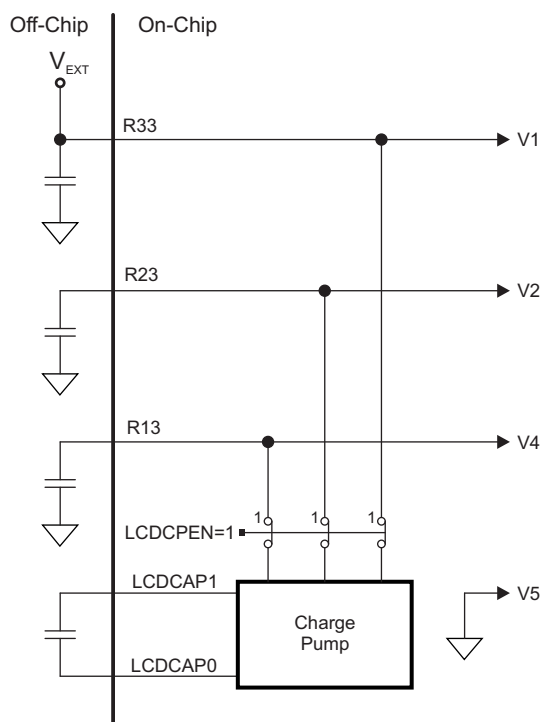 Off-Chip
On-Chip
VEXT
R33
V1
R23
V2
R13
V4
1
1
1
LCDCPEN=1
LCDCAP1
V5
Charge
Pump
LCDCAP0